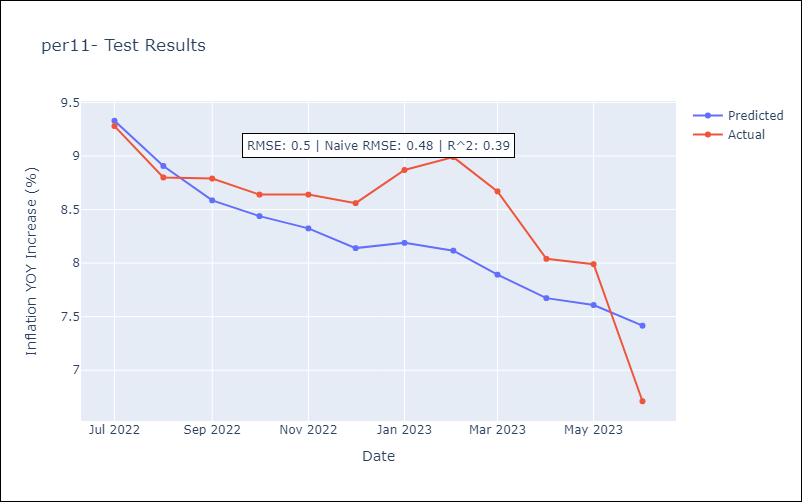 per11- Test Results
9.5
9
8.5
8
7.5
7
Inflation YOY Increase (%)
RMSE: 0.5 | Naive RMSE: 0.48 | R^2: 0.39
Predicted
Actual
Jul 2022
Sep 2022
Nov 2022
Jan 2023
Mar 2023
May 2023
Date